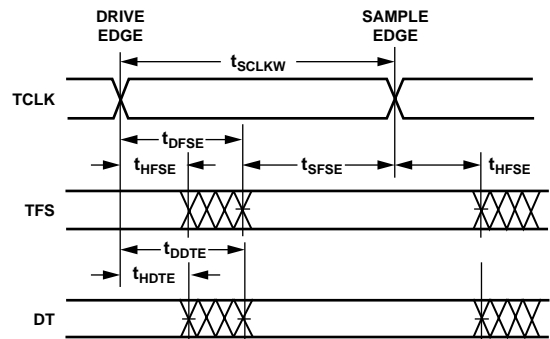 DRIVE EDGE
SAMPLE EDGE
tSCLKW
TCLK
tDFSE
tHFSE
tSFSE
tHFSE
TFS
tDDTE
tHDTE
DT